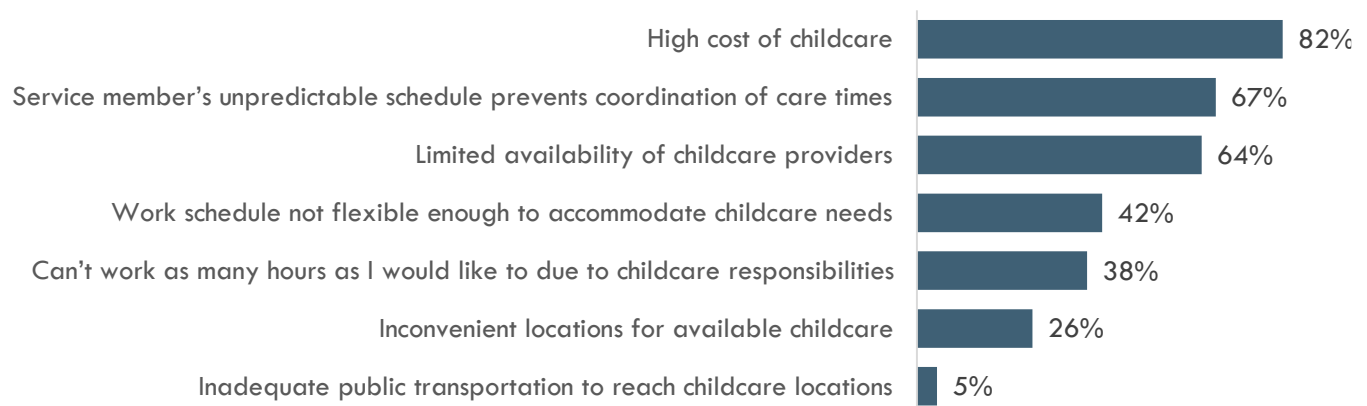 High cost of childcare 82%
Service member’s unpredictable schedule prevents coordination of care times 67%
Limited availability of childcare providers 64%
Work schedule not flexible enough to accommodate childcare needs 42%
Can’t work as many hours as I would like to due to childcare responsibilities 38%
Inconvenient locations for available childcare 26%
Inadequate public transportation to reach childcare locations 5%